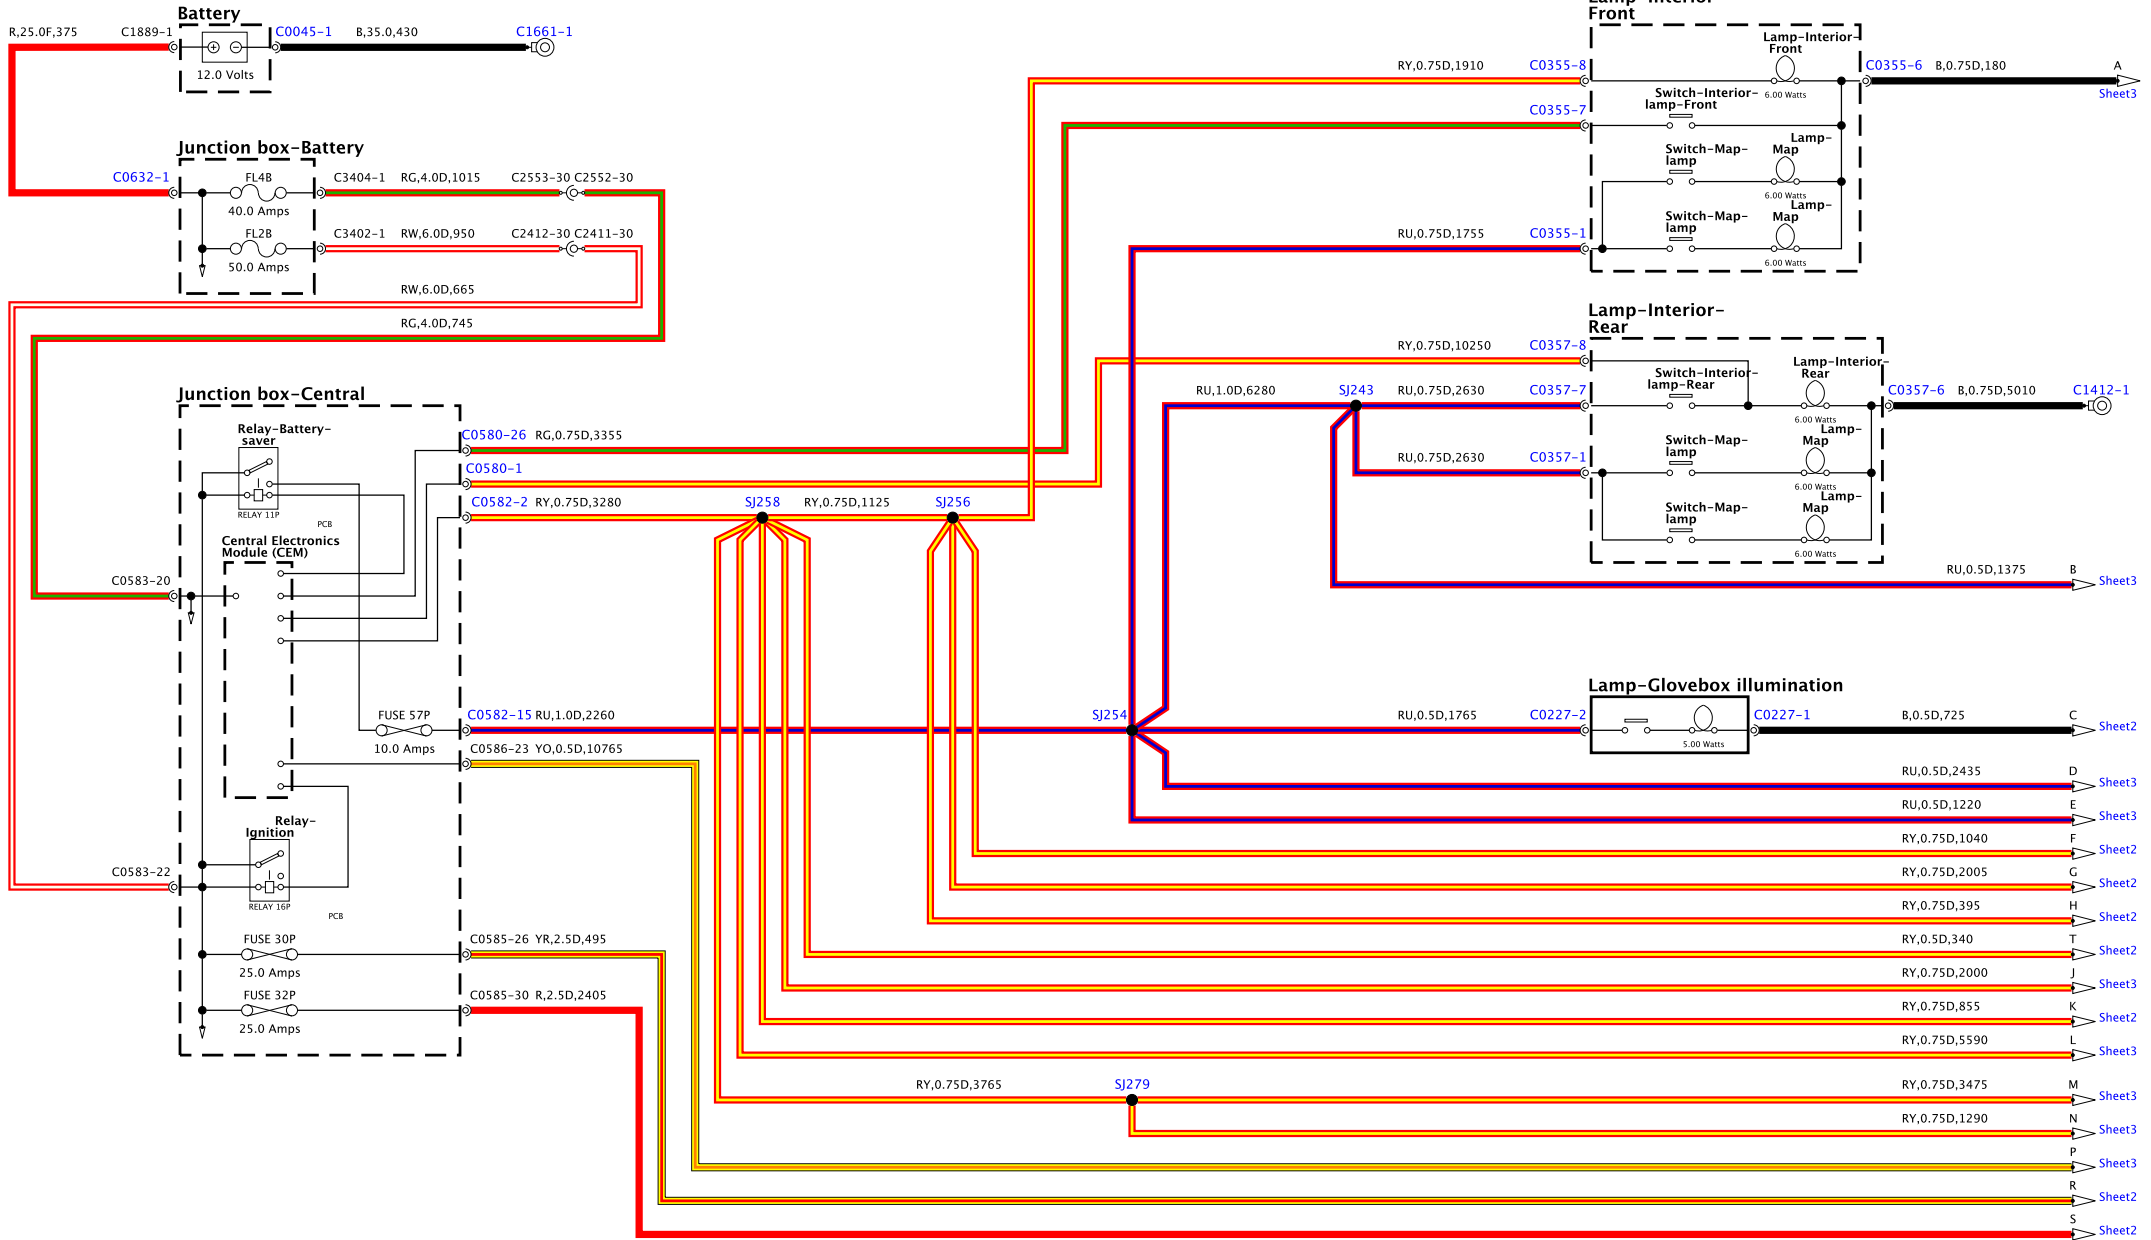 Battery
R,25.0F,375
C1889-1
C0045-1
B,35.0,430
C1661-1
12.0 Volts
Junction box-Battery
C0632-1
FL4B
40.0 Amps
C3404-1
RG,4.0D,1015
C2553-30
C2552-30
FL2B
50.0 Amps
C3402-1
RW,6.0D,950
C2412-30
C2411-30
RW,6.0D,665
RG,4.0D,745
Junction box-Central
Relay-Battery-
saver
RELAY 11P
PCB
Central Electronics
Module (CEM)
C0583-20
FUSE 57P
10.0 Amps
Relay-
Ignition
RELAY 16P
PCB
C0583-22
FUSE 30P
25.0 Amps
FUSE 32P
25.0 Amps
C0580-26
RG,0.75D,3355
C0580-1
C0582-2
RY,0.75D,3280
SJ258
RY,0.75D,1125
SJ256
C0582-15
RU,1.0D,2260
C0586-23
YO,0.5D,10765
C0585-26
YR,2.5D,495
C0585-30
R,2.5D,2405
SJ254
RY,0.75D,3765
SJ279
Lamp-Interior-
Front
RY,0.75D,1910
C0355-8
C0355-7
RU,0.75D,1755
C0355-1
Lamp-Interior-
Front
6.00 Watts
Switch-Interior-
lamp-Front
Switch-Map-
lamp
Lamp-
Map
6.00 Watts
Switch-Map-
lamp
Lamp-
Map
6.00 Watts
C0355-6
B,0.75D,180
A
Sheet3
Lamp-Interior-
Rear
RY,0.75D,10250
C0357-8
RU,1.0D,6280
SJ243
RU,0.75D,2630
C0357-7
RU,0.75D,2630
C0357-1
Lamp-Interior-
Rear
6.00 Watts
Switch-Interior-
lamp-Rear
Switch-Map-
lamp
Lamp-
Map
6.00 Watts
Switch-Map-
lamp
Lamp-
Map
6.00 Watts
C0357-6
B,0.75D,5010
C1412-1
RU,0.5D,1375
B
Sheet3
Lamp-Glovebox illumination
RU,0.5D,1765
C0227-2
5.00 Watts
C0227-1
B,0.5D,725
C
Sheet2
RU,0.5D,2435
D
Sheet3
RU,0.5D,1220
E
Sheet3
RY,0.75D,1040
F
Sheet2
RY,0.75D,2005
G
Sheet2
RY,0.75D,395
H
Sheet2
RY,0.5D,340
T
Sheet2
RY,0.75D,2000
J
Sheet3
RY,0.75D,855
K
Sheet2
RY,0.75D,5590
L
Sheet3
RY,0.75D,3475
M
Sheet3
RY,0.75D,1290
N
Sheet3
P
Sheet3
R
Sheet2
S
Sheet2